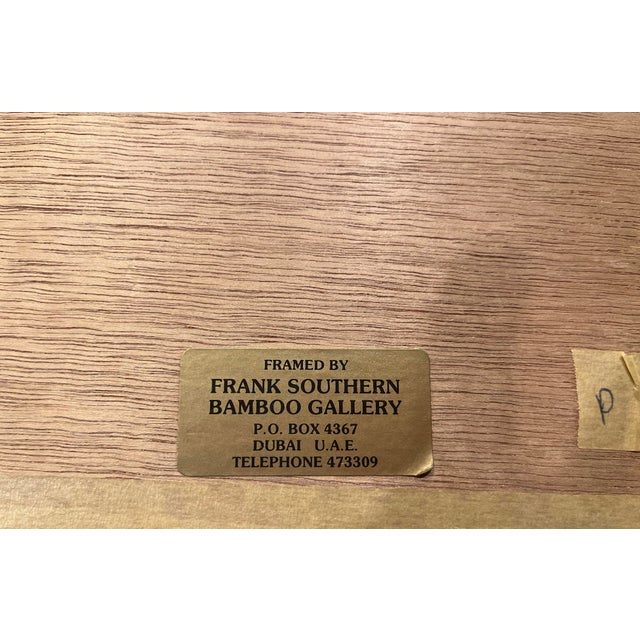 FRAMED BY
FRANK SOUTHERN
BAMBOO GALLERY
P.O. BOX 4367
DUBAI U.A.E.
TELEPHONE 473309
p